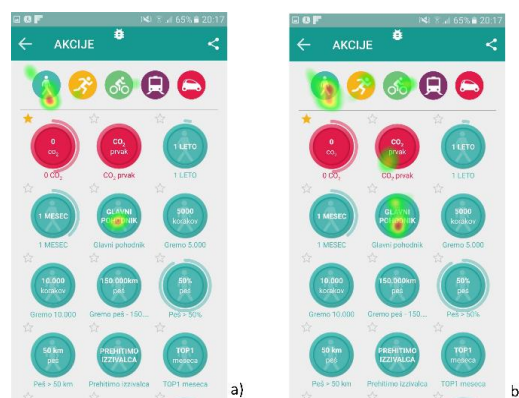 65% 20:17
AKCIJE
0
CO₂
0 CO₂
CO₂
prvak
CO₂ prvak
1 LETO
1 LETO
1 MESEC
1 MESEC
GLAVNI
POHODNIK
Glavni pohodnik
5000
korakov
Gremo 5.000
10.000
korakov
Gremo 10.000
150.000km
peš
Gremo peš - 150....
50%
peš
Peš > 50%
50 km
peš
Peš > 50 km
PREHITIMO
IZZIVALCA
Prehitimo izzivalca
TOP1
meseca
TOP1 meseca
a)
65% 20:17
AKCIJE
0
CO₂
0 CO₂
CO₂
prvak
CO₂ prvak
1 LETO
1 LETO
1 MESEC
1 MESEC
GLAVNI
POHODNIK
Glavni pohodnik
5000
korakov
Gremo 5.000
10.000
korakov
Gremo 10.000
150.000km
peš
Gremo peš - 150....
50%
peš
Peš > 50%
50 km
peš
Peš > 50 km
PREHITIMO
IZZIVALCA
Prehitimo izzivalca
TOP1
meseca
TOP1 meseca
b